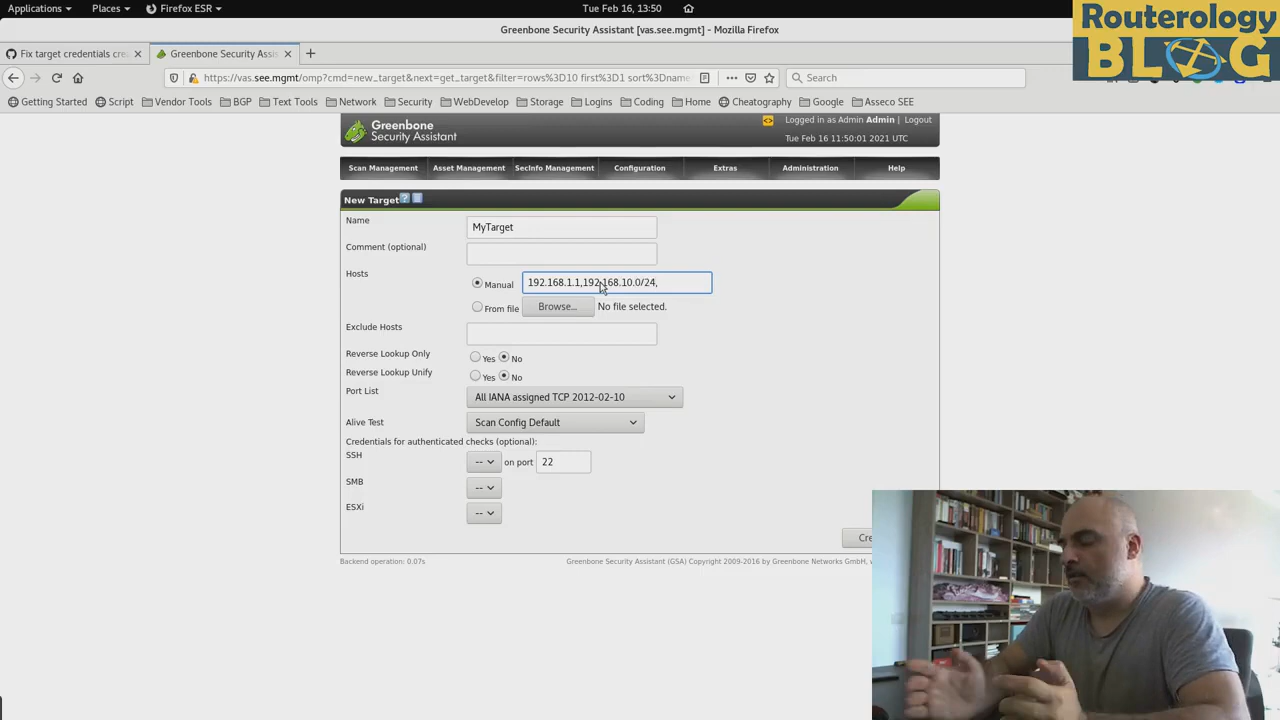 Applications Places Firefox ESR Tue Feb 16, 13:50
Routerology
BLOG
Greenbone Security Assistant [vas.see.mgmt] - Mozilla Firefox
Fix target credentials cre Greenbone Security Assis
https://vas.see.mgmt/omp?cmd=new_target&next=get_target&filter=rows%3D10 first%3D1 sort%3Dname Search
Getting Started Script Vendor Tools BGP Text Tools Network Security WebDevelop Storage Logins Coding Home Cheatography Google Asseco SEE
Greenbone
Security Assistant
Logged in as Admin Admin | Logout
Tue Feb 16 11:50:01 2021 UTC
Scan Management Asset Management SecInfo Management Configuration Extras Administration Help
New Target
Name MyTarget
Comment (optional)
Hosts Manual 192.168.1.1,192.168.10.0/24,
From file Browse... No file selected.
Exclude Hosts
Reverse Lookup Only Yes No
Reverse Lookup Unify Yes No
Port List All IANA assigned TCP 2012-02-10
Alive Test Scan Config Default
Credentials for authenticated checks (optional):
SSH -- on port 22
SMB --
ESXi --
Cre
Backend operation: 0.07s Greenbone Security Assistant (GSA) Copyright 2009-2016 by Greenbone Networks GmbH,